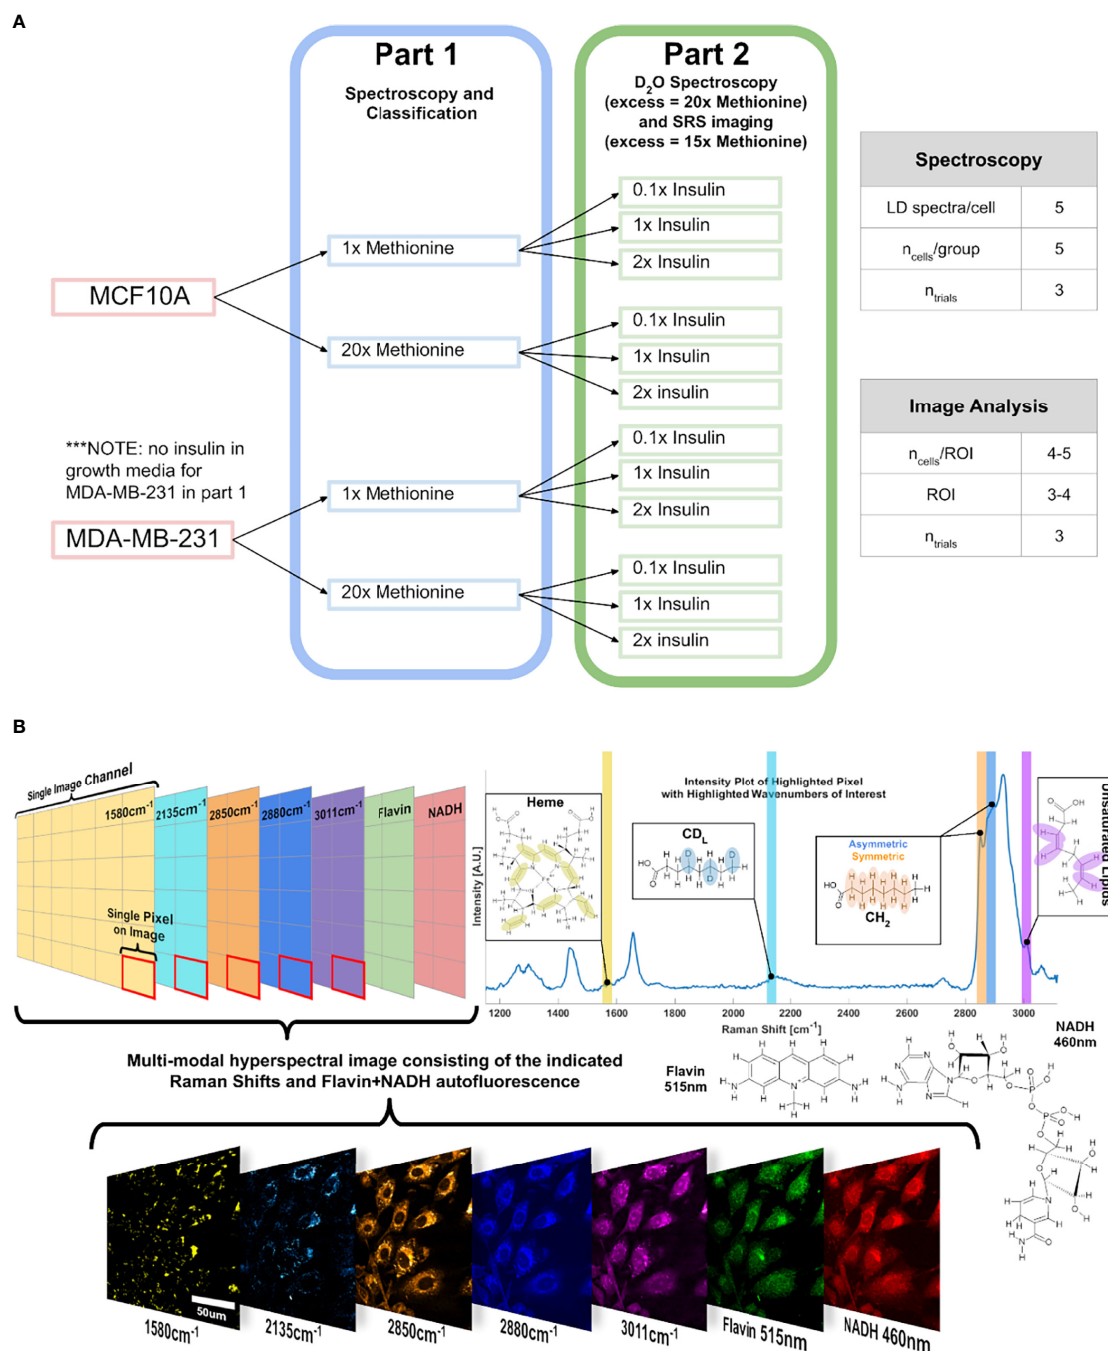 A
Part 1
Spectroscopy and
Classification
Part 2
D₂O Spectroscopy
(excess = 20x Methionine)
and SRS imaging
(excess = 15x Methionine)
MCF10A
***NOTE: no insulin in
growth media for
MDA-MB-231 in part 1
MDA-MB-231
1x Methionine
20x Methionine
1x Methionine
20x Methionine
0.1x Insulin
1x Insulin
2x Insulin
0.1x Insulin
1x Insulin
2x insulin
0.1x Insulin
1x Insulin
2x Insulin
0.1x Insulin
1x Insulin
2x insulin
Spectroscopy
LD spectra/cell 5
n_cells/group 5
n_trials 3
Image Analysis
n_cells/ROI 4-5
ROI 3-4
n_trials 3
B
Single Image Channel
1580cm⁻¹
2135cm⁻¹
2850cm⁻¹
2880cm⁻¹
3011cm⁻¹
Flavin
NADH
Single Pixel
on Image
Intensity Plot of Highlighted Pixel
with Highlighted Wavenumbers of Interest
Intensity [A.U.]
Heme
CD_L
Asymmetric
Symmetric
CH₂
Unsaturated Lipids
1200 1400 1600 1800 2000 2200 2400 2600 2800 3000
Raman Shift [cm⁻¹]
Multi-modal hyperspectral image consisting of the indicated
Raman Shifts and Flavin+NADH autofluorescence
Flavin
515nm
NADH
460nm
50um
1580cm⁻¹
2135cm⁻¹
2850cm⁻¹
2880cm⁻¹
3011cm⁻¹
Flavin 515nm
NADH 460nm